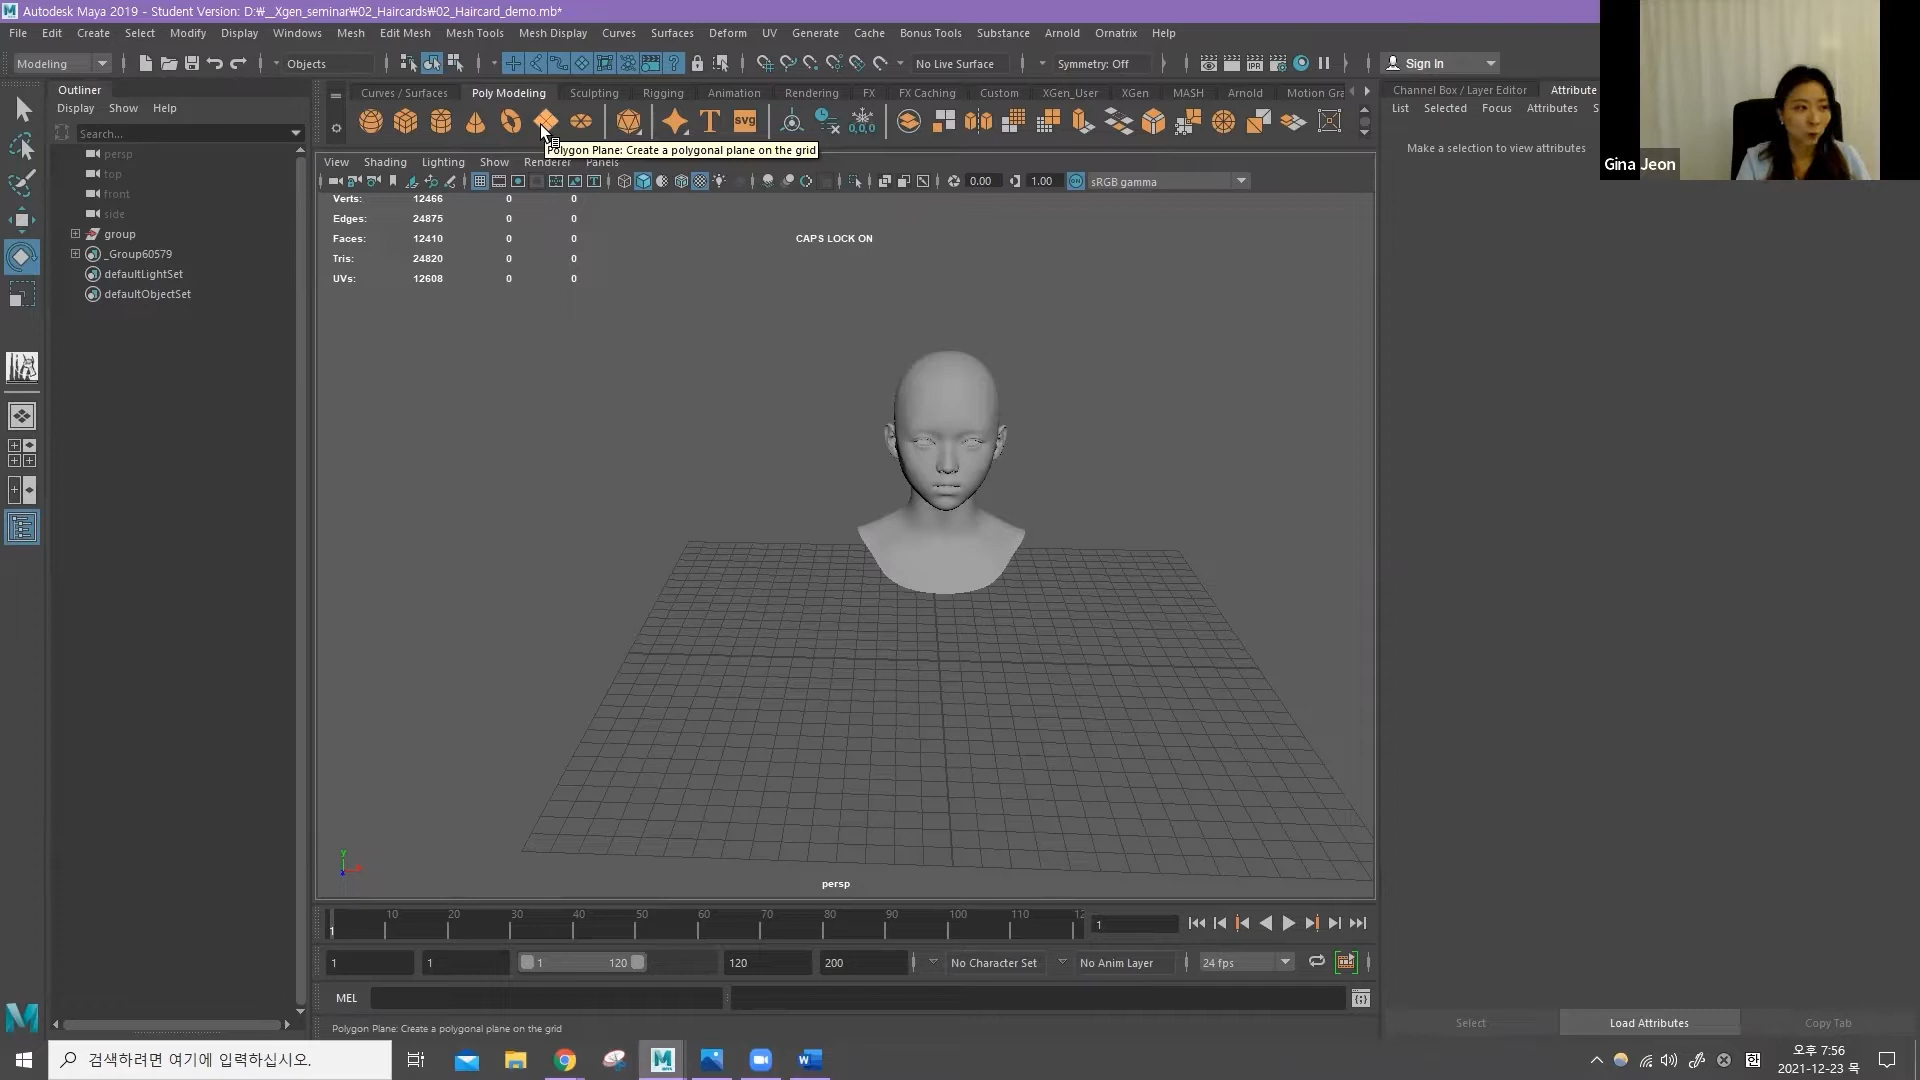 Autodesk Maya 2019 - Student Version: D:₩__Xgen_seminar₩02_Haircards₩02_Haircard_demo.mb*
File Edit Create Select Modify Display Windows Mesh Edit Mesh Mesh Tools Mesh Display Curves Surfaces Deform UV Generate Cache Bonus Tools Substance Arnold Ornatrix Help
Modeling Objects No Live Surface Symmetry: Off Sign In
Outliner
Display Show Help
Search...
persp
top
front
side
group
_Group60579
defaultLightSet
defaultObjectSet
Curves / Surfaces Poly Modeling Sculpting Rigging Animation Rendering FX FX Caching Custom XGen_User XGen MASH Arnold Motion Gra
T svg 0,0,0
Polygon Plane: Create a polygonal plane on the grid
View Shading Lighting Show Renderer Panels
0.00 1.00 ON sRGB gamma
Verts: 12466 0 0
Edges: 24875 0 0
Faces: 12410 0 0
Tris: 24820 0 0
UVs: 12608 0 0
CAPS LOCK ON
y
persp
Channel Box / Layer Editor Attribute
List Selected Focus Attributes S
Make a selection to view attributes
Gina Jeon
1 10 20 30 40 50 60 70 80 90 100 110 12
1
1 1 1 120 120 200 No Character Set No Anim Layer 24 fps
MEL
Polygon Plane: Create a polygonal plane on the grid
Select Load Attributes Copy Tab
검색하려면 여기에 입력하십시오.
한
오후 7:56
2021-12-23 목